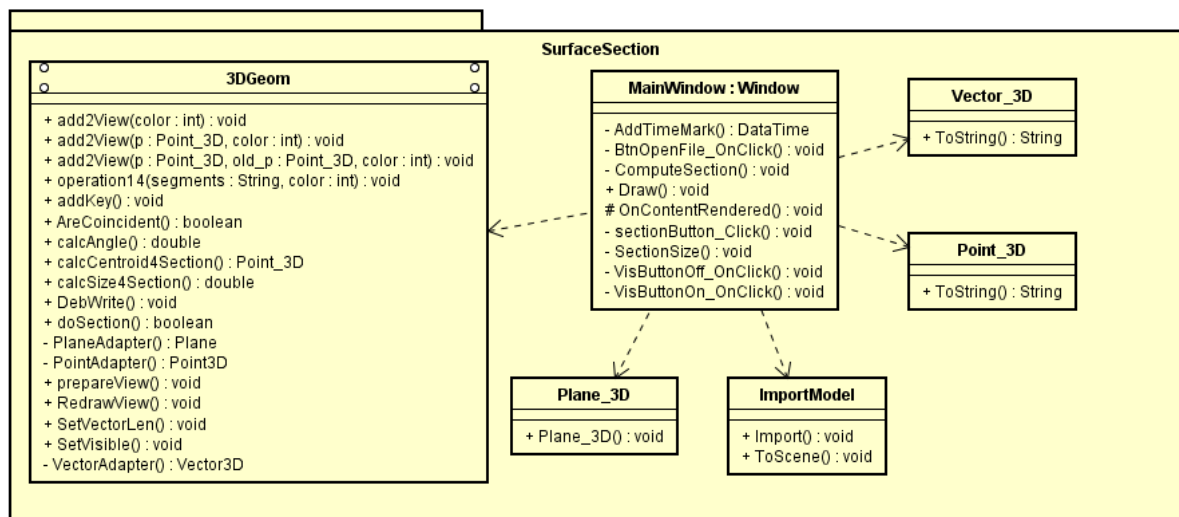 SurfaceSection
3DGeom
+ add2View(color : int) : void
+ add2View(p : Point_3D, color : int) : void
+ add2View(p : Point_3D, old_p : Point_3D, color : int) : void
+ operation14(segments : String, color : int) : void
+ addKey() : void
+ AreCoincident() : boolean
+ calcAngle() : double
+ calcCentroid4Section() : Point_3D
+ calcSize4Section() : double
+ DebWrite() : void
+ doSection() : boolean
- PlaneAdapter() : Plane
- PointAdapter() : Point3D
+ prepareView() : void
+ RedrawView() : void
+ SetVectorLen() : void
+ SetVisible() : void
- VectorAdapter() : Vector3D
MainWindow : Window
- AddTimeMark() : DataTime
- BtnOpenFile_OnClick() : void
- ComputeSection() : void
+ Draw() : void
# OnContentRendered() : void
- sectionButton_Click() : void
- SectionSize() : void
- VisButtonOff_OnClick() : void
- VisButtonOn_OnClick() : void
Vector_3D
+ ToString() : String
Point_3D
+ ToString() : String
Plane_3D
+ Plane_3D() : void
ImportModel
+ Import() : void
+ ToScene() : void